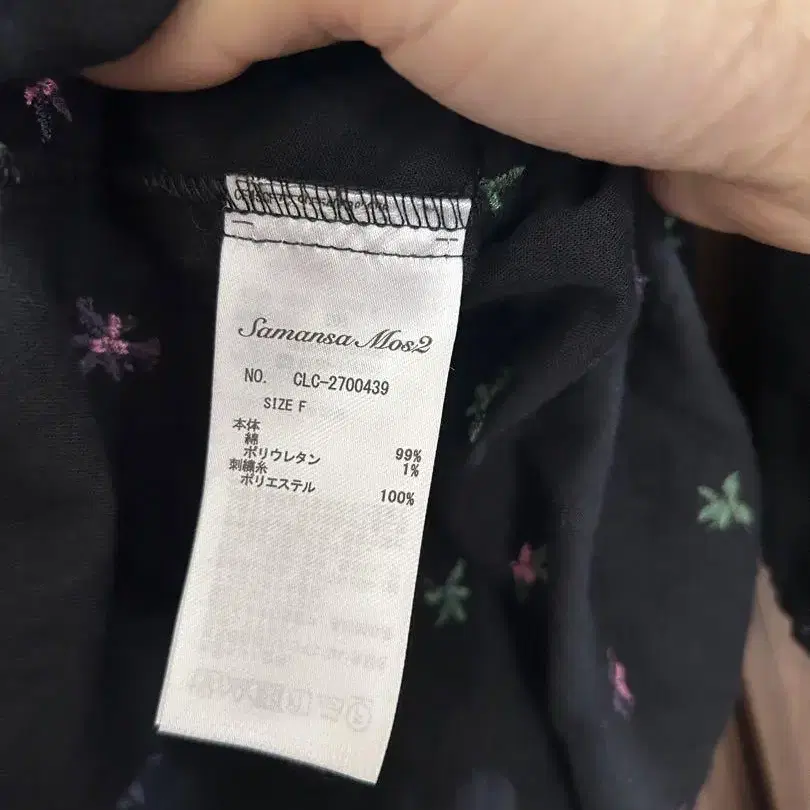 Samansa Mos2
NO. CLC-2700439
SIZE F
本体
綿 99%
ポリウレタン 1%
刺繍糸
ポリエステル 100%